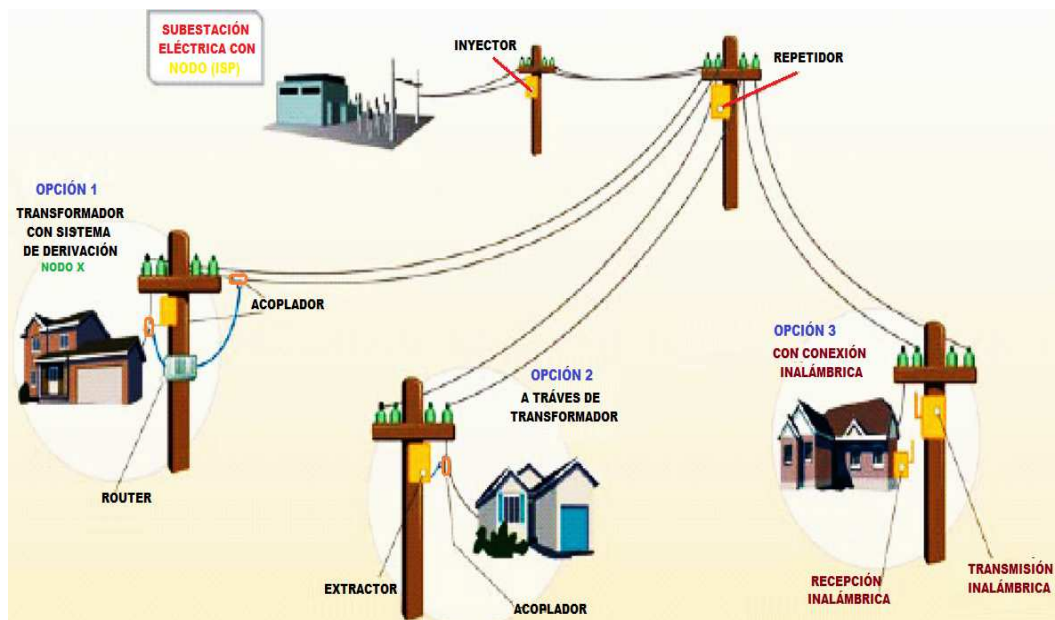 SUBESTACIÓN
ELÉCTRICA CON
NODO (ISP)
INYECTOR
REPETIDOR
OPCIÓN 1
TRANSFORMADOR
CON SISTEMA
DE DERIVACIÓN
NODO X
ACOPLADOR
ROUTER
OPCIÓN 2
A TRÁVES DE
TRANSFORMADOR
EXTRACTOR
ACOPLADOR
OPCIÓN 3
CON CONEXIÓN
INALÁMBRICA
RECEPCIÓN
INALÁMBRICA
TRANSMISIÓN
INALÁMBRICA